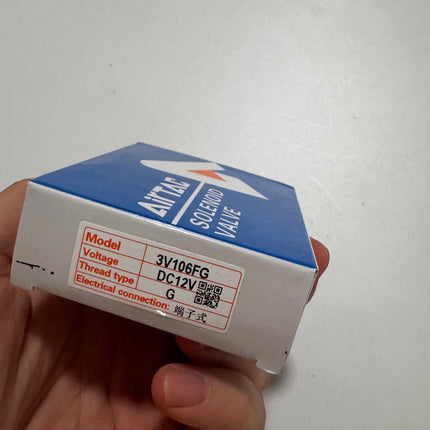 AirTAC
SOLENOID
VALVE
Model 3V106FG
Voltage DC12V
Thread type G
Electrical connection: 端子式